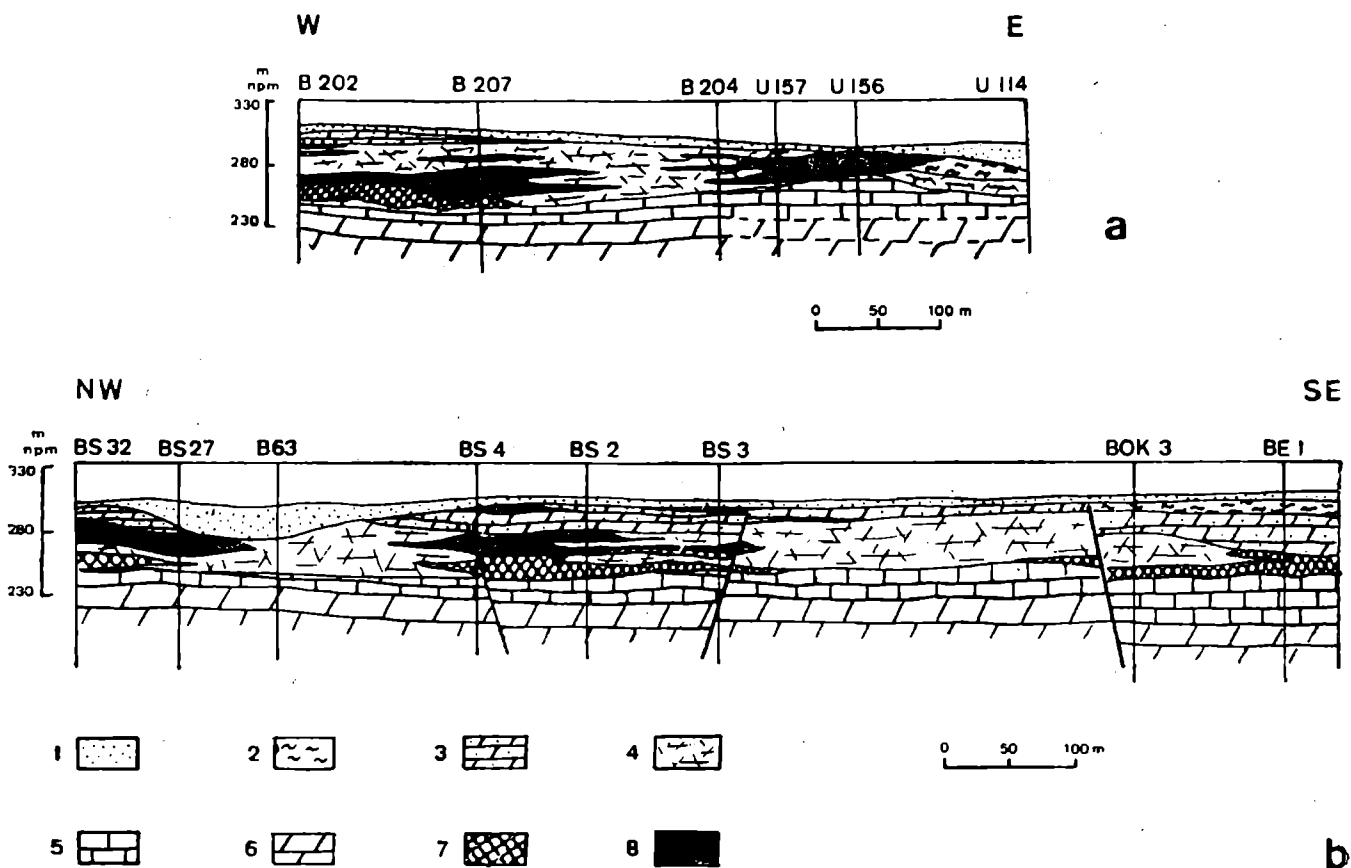 W E
m
npm
B 202 B 207 B 204 U 157 U 156 U 114
330
280
230
a
0 50 100 m
NW SE
m
npm
BS 32 BS 27 B 63 BS 4 BS 2 BS 3 BOK 3 BE 1
330
280
230
1 2 3 4
0 50 100 m
5 6 7 8
b